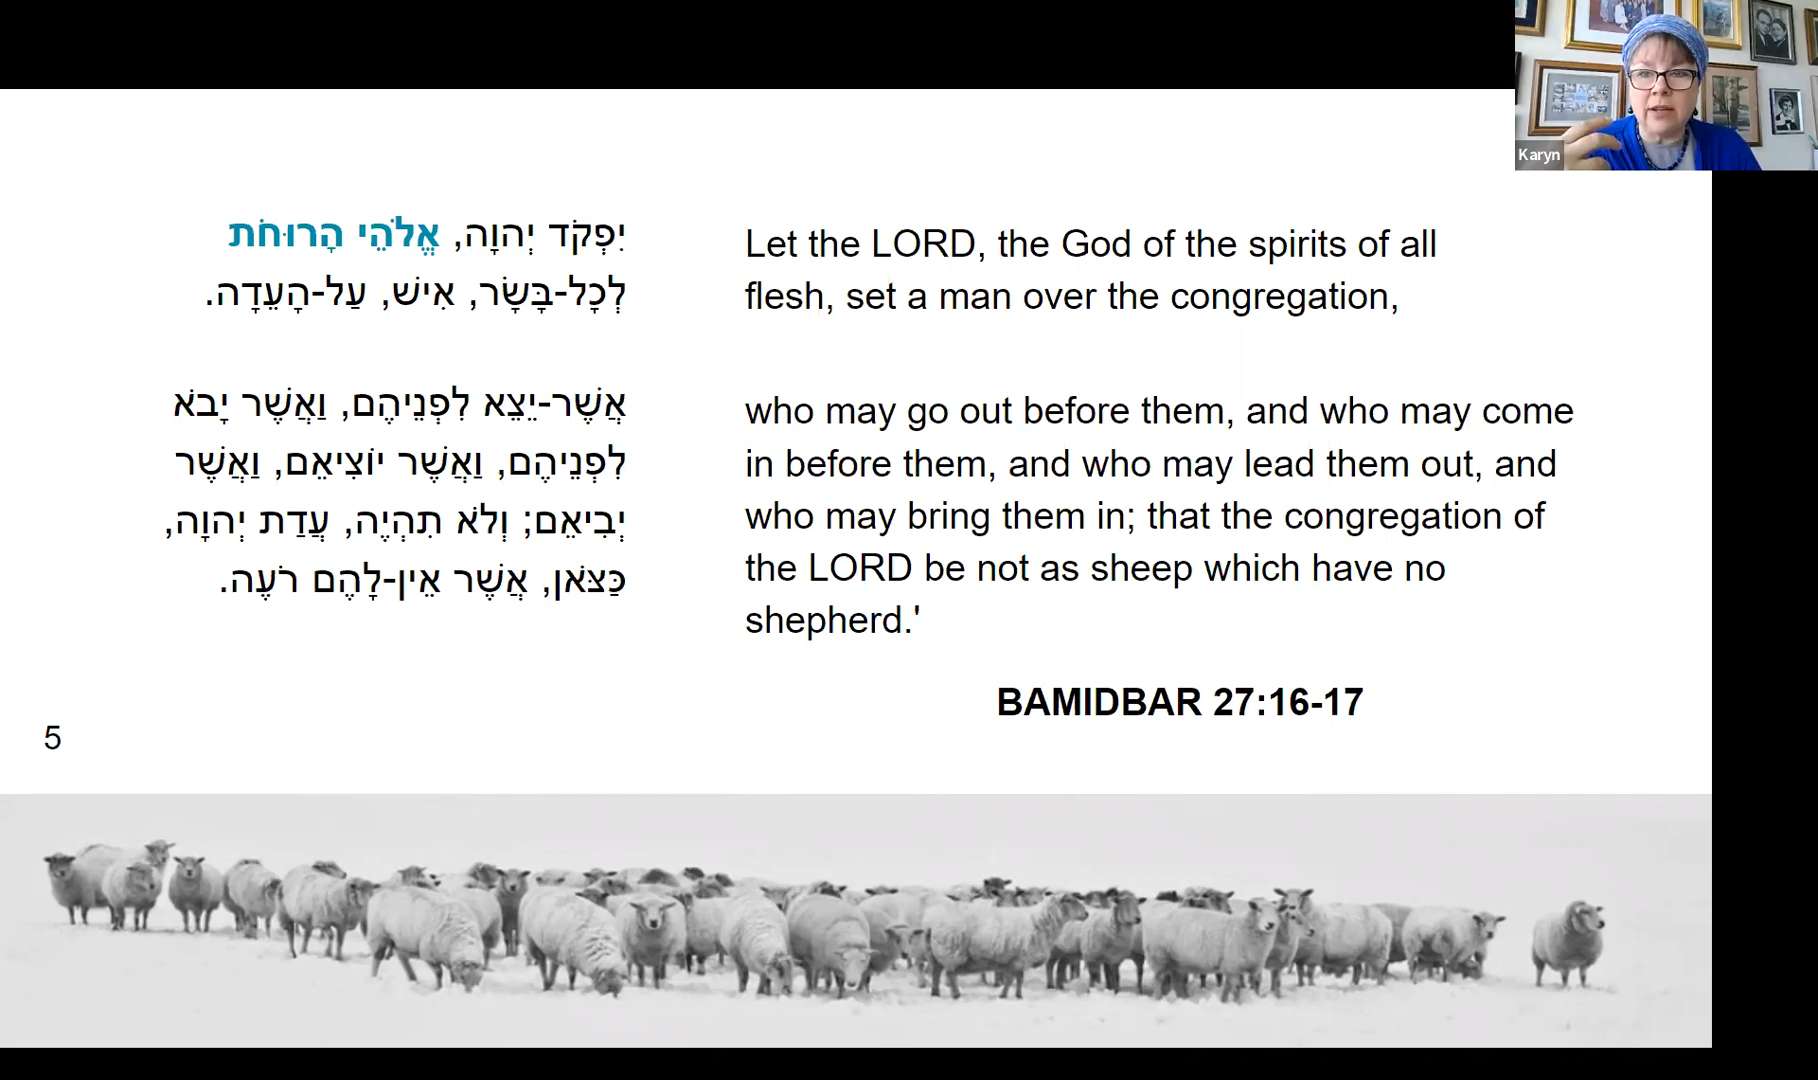 Karyn
יִפְקֹד יְהוָה, אֱלֹהֵי הָרוּחֹת
לְכָל-בָּשָׂר, אִישׁ, עַל-הָעֵדָה.
אֲשֶׁר-יֵצֵא לִפְנֵיהֶם, וַאֲשֶׁר יָבֹא
לִפְנֵיהֶם, וַאֲשֶׁר יוֹצִיאֵם, וַאֲשֶׁר
יְבִיאֵם; וְלֹא תִהְיֶה, עֲדַת יְהוָה,
כַּצֹּאן, אֲשֶׁר אֵין-לָהֶם רֹעֶה.
Let the LORD, the God of the spirits of all
flesh, set a man over the congregation,
who may go out before them, and who may come
in before them, and who may lead them out, and
who may bring them in; that the congregation of
the LORD be not as sheep which have no
shepherd.'
BAMIDBAR 27:16-17
5